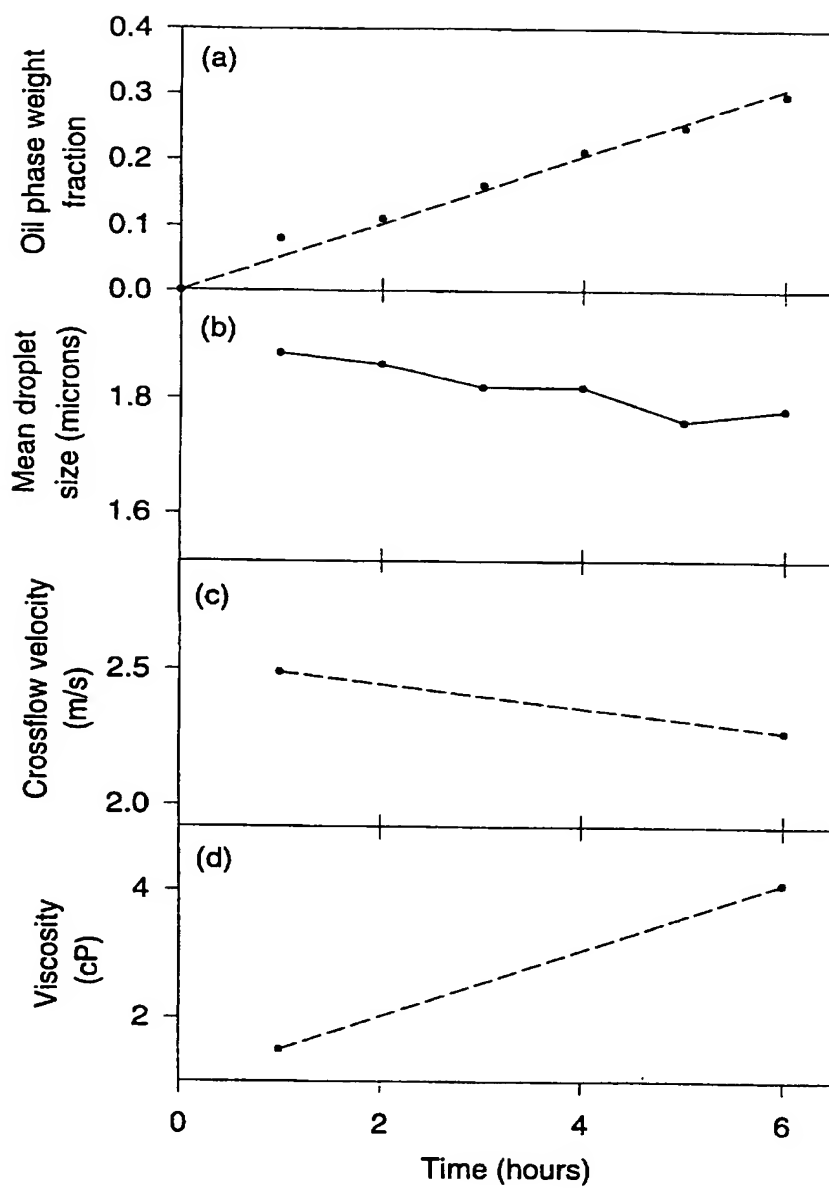 (a)
Oil phase weight
fraction
0.4
0.3
0.2
0.1
0.0
(b)
Mean droplet
size (microns)
1.8
1.6
(c)
Crossflow velocity
(m/s)
2.5
2.0
(d)
Viscosity
(cP)
4
2
0 2 4 6
Time (hours)